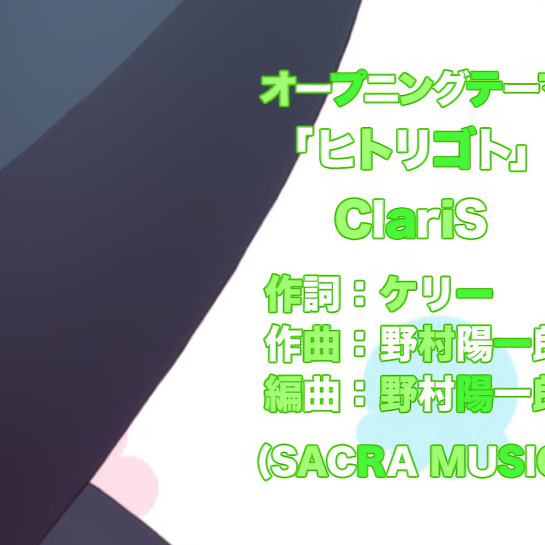 オープニングテー
「ヒトリゴト」
ClariS
作詞：ケリー
作曲：野村陽一
編曲：野村陽一
(SACRA MUSIC